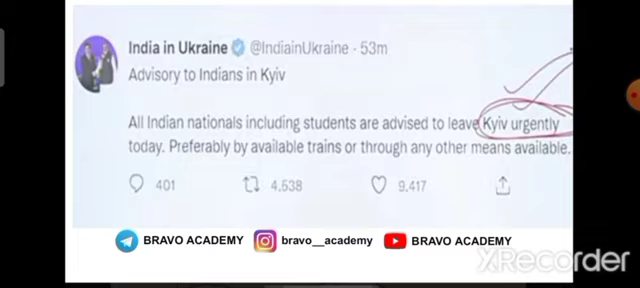 India in Ukraine @IndiainUkraine · 53m
Advisory to Indians in Kyiv
All Indian nationals including students are advised to leave Kyiv urgently
today. Preferably by available trains or through any other means available.
401 4,538 9,417
BRAVO ACADEMY bravo__academy BRAVO ACADEMY
XRecorder